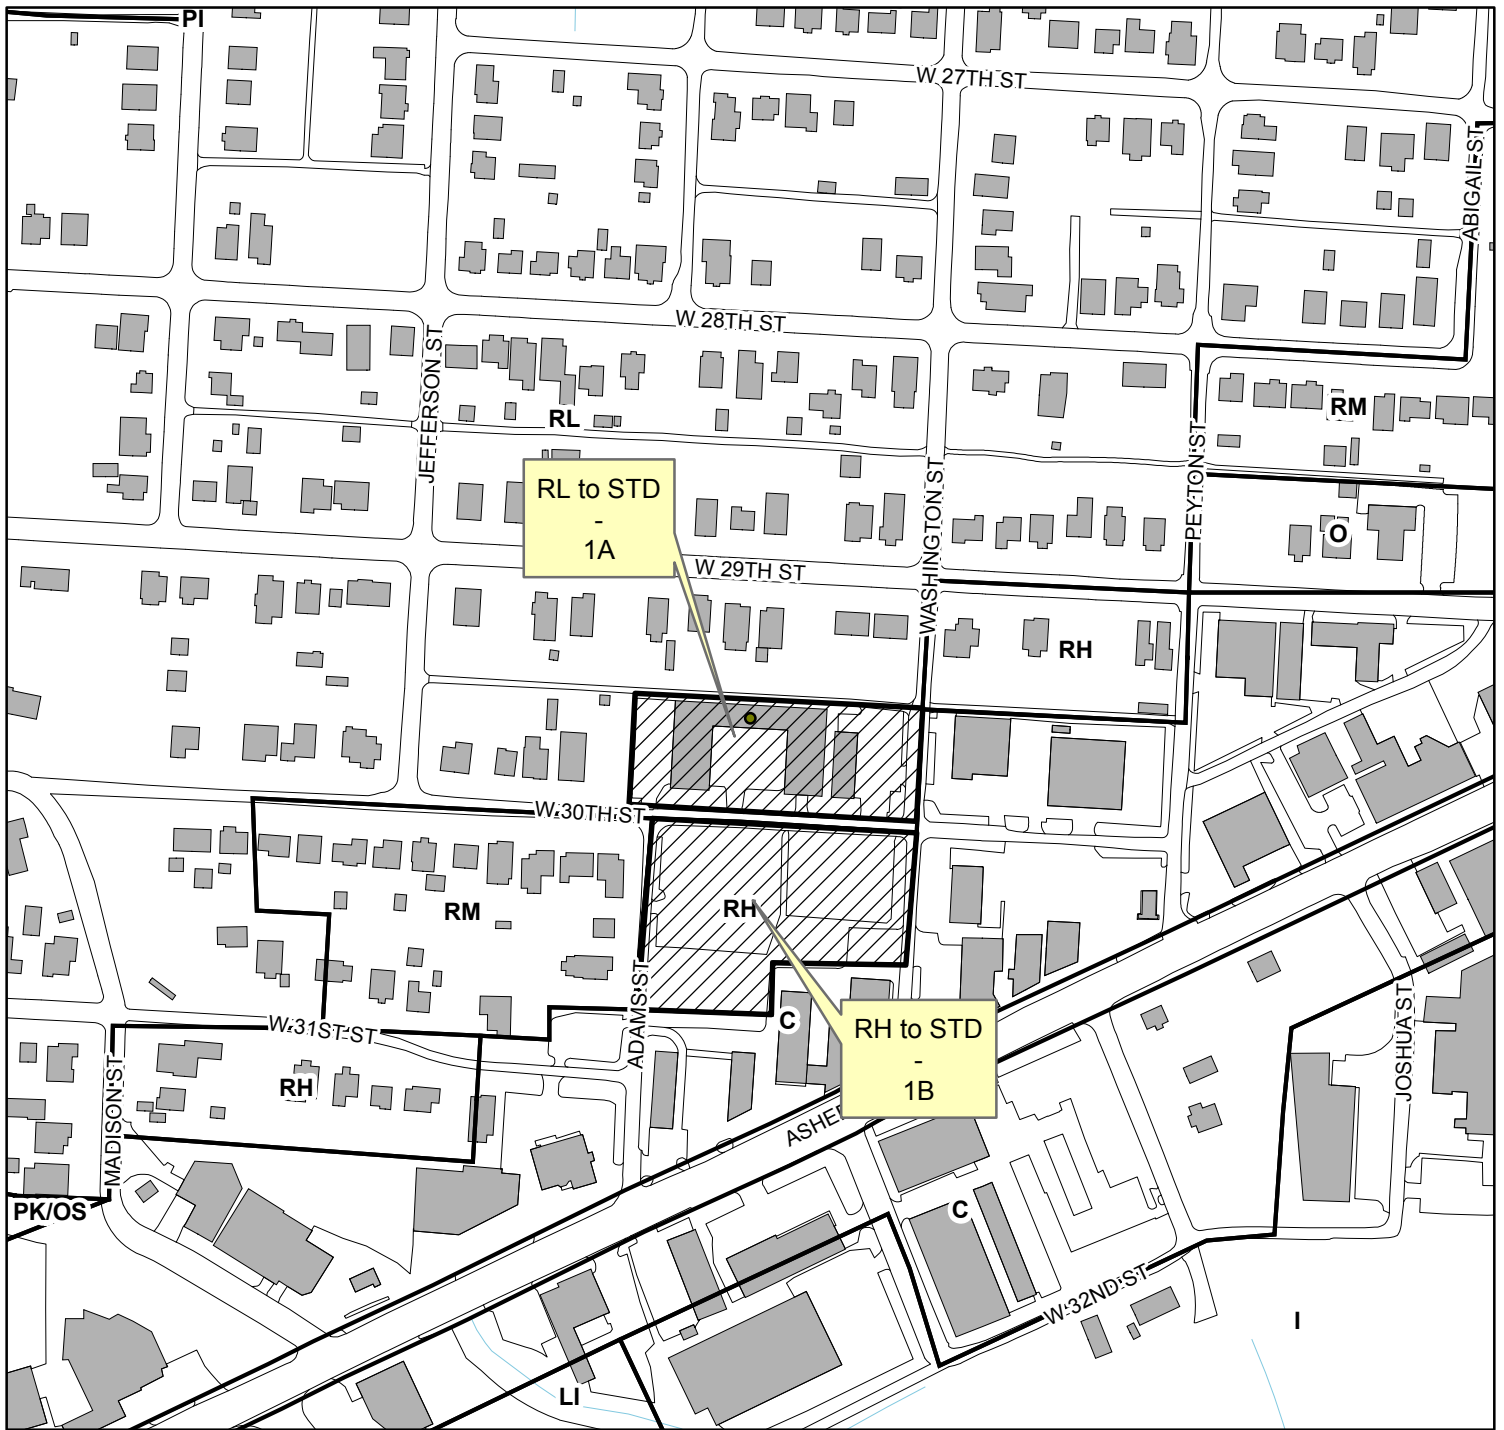 PI
W 27TH ST
ABIGAIL ST
W 28TH ST
JEFFERSON ST
RL
RM
WASHINGTON ST
PEYTON ST
RL to STD
-
1A
O
W 29TH ST
RH
W 30TH ST
RM
RH
ADAMS ST
C
RH to STD
-
1B
JOSHUA ST
W 31ST ST
RH
MADISON ST
PK/OS
C
W 32ND ST
I
LI